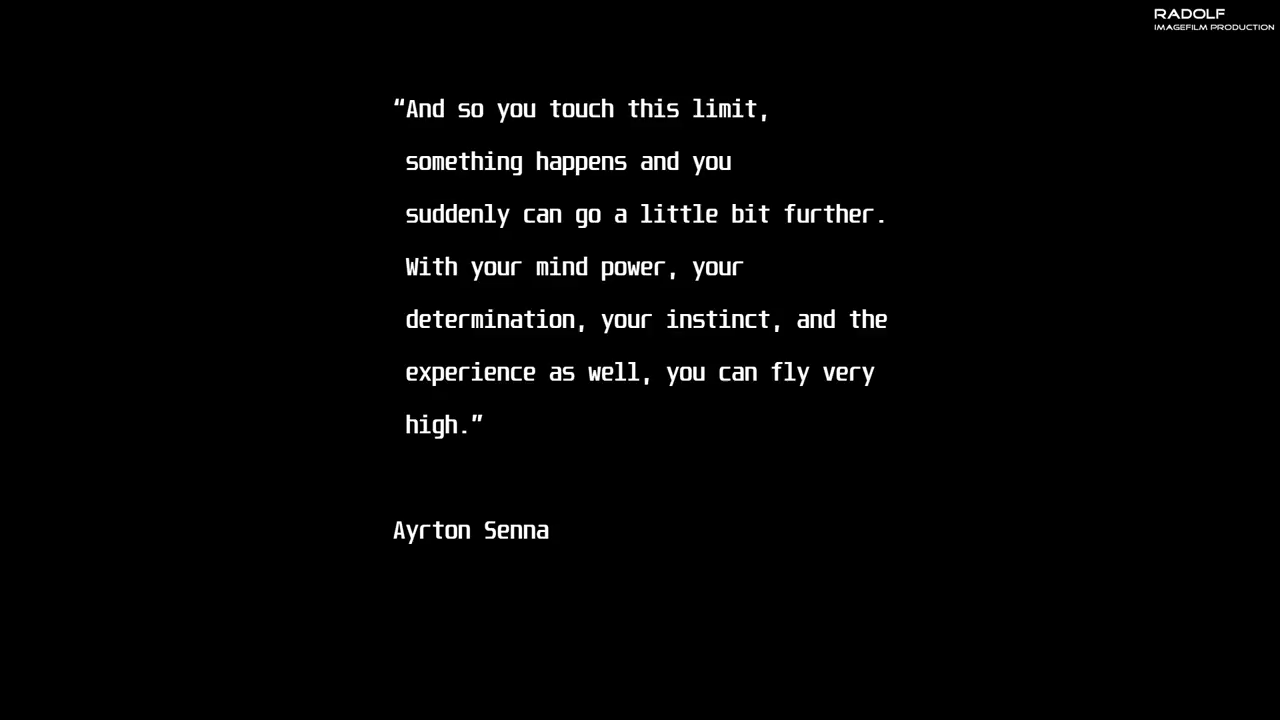 RADOLF
IMAGEFILM PRODUCTION
“And so you touch this limit,
something happens and you
suddenly can go a little bit further.
With your mind power, your
determination, your instinct, and the
experience as well, you can fly very
high.”
Ayrton Senna